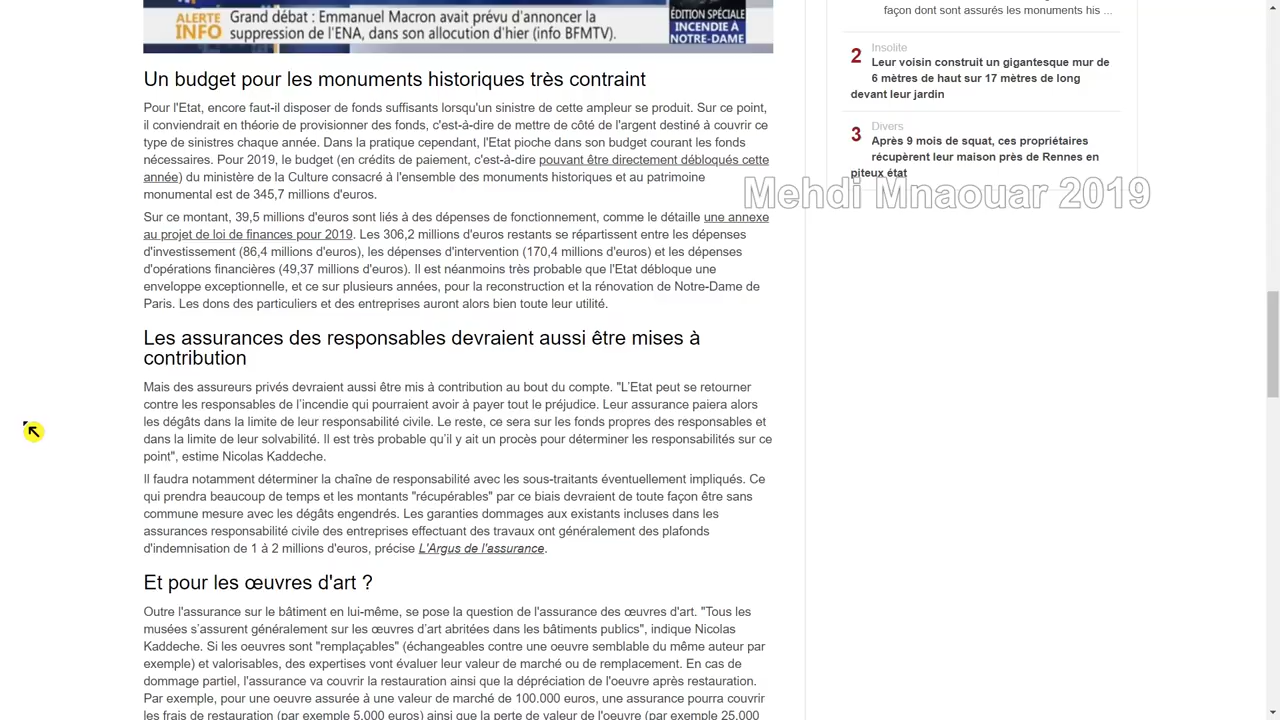 ALERTE INFO
Grand débat : Emmanuel Macron avait prévu d'annoncer la
suppression de l'ENA, dans son allocution d'hier (info BFMTV).
ÉDITION SPÉCIALE
INCENDIE À
NOTRE-DAME
Un budget pour les monuments historiques très contraint
Pour l'Etat, encore faut-il disposer de fonds suffisants lorsqu'un sinistre de cette ampleur se produit. Sur ce point,
il conviendrait en théorie de provisionner des fonds, c'est-à-dire de mettre de côté de l'argent destiné à couvrir ce
type de sinistres chaque année. Dans la pratique cependant, l'Etat pioche dans son budget courant les fonds
nécessaires. Pour 2019, le budget (en crédits de paiement, c'est-à-dire pouvant être directement débloqués cette
année) du ministère de la Culture consacré à l'ensemble des monuments historiques et au patrimoine
monumental est de 345,7 millions d'euros.
Sur ce montant, 39,5 millions d'euros sont liés à des dépenses de fonctionnement, comme le détaille une annexe
au projet de loi de finances pour 2019. Les 306,2 millions d'euros restants se répartissent entre les dépenses
d'investissement (86,4 millions d'euros), les dépenses d'intervention (170,4 millions d'euros) et les dépenses
d'opérations financières (49,37 millions d'euros). Il est néanmoins très probable que l'Etat débloque une
enveloppe exceptionnelle, et ce sur plusieurs années, pour la reconstruction et la rénovation de Notre-Dame de
Paris. Les dons des particuliers et des entreprises auront alors bien toute leur utilité.
Les assurances des responsables devraient aussi être mises à
contribution
Mais des assureurs privés devraient aussi être mis à contribution au bout du compte. "L'Etat peut se retourner
contre les responsables de l'incendie qui pourraient avoir à payer tout le préjudice. Leur assurance paiera alors
les dégâts dans la limite de leur responsabilité civile. Le reste, ce sera sur les fonds propres des responsables et
dans la limite de leur solvabilité. Il est très probable qu'il y ait un procès pour déterminer les responsabilités sur ce
point", estime Nicolas Kaddeche.
Il faudra notamment déterminer la chaîne de responsabilité avec les sous-traitants éventuellement impliqués. Ce
qui prendra beaucoup de temps et les montants "récupérables" par ce biais devraient de toute façon être sans
commune mesure avec les dégâts engendrés. Les garanties dommages aux existants incluses dans les
assurances responsabilité civile des entreprises effectuant des travaux ont généralement des plafonds
d'indemnisation de 1 à 2 millions d'euros, précise L'Argus de l'assurance.
Et pour les œuvres d'art ?
Outre l'assurance sur le bâtiment en lui-même, se pose la question de l'assurance des œuvres d'art. "Tous les
musées s'assurent généralement sur les œuvres d'art abritées dans les bâtiments publics", indique Nicolas
Kaddeche. Si les oeuvres sont "remplaçables" (échangeables contre une oeuvre semblable du même auteur par
exemple) et valorisables, des expertises vont évaluer leur valeur de marché ou de remplacement. En cas de
dommage partiel, l'assurance va couvrir la restauration ainsi que la dépréciation de l'oeuvre après restauration.
Par exemple, pour une oeuvre assurée à une valeur de marché de 100.000 euros, une assurance pourra couvrir
les frais de restauration (par exemple 5.000 euros) ainsi que la perte de valeur de l'oeuvre (par exemple 25.000
façon dont sont assurés les monuments his ...
2
Insolite
Leur voisin construit un gigantesque mur de
6 mètres de haut sur 17 mètres de long
devant leur jardin
3
Divers
Après 9 mois de squat, ces propriétaires
récupèrent leur maison près de Rennes en
piteux état
Mehdi Mnaouar 2019